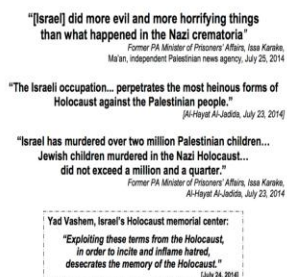 "[Israel] did more evil and more horrifying things
than what happened in the Nazi crematoria"
Former PA Minister of Prisoners' Affairs, Issa Karake,
Ma'an, independent Palestinian news agency, July 25, 2014
"The Israeli occupation... perpetrates the most heinous forms of
Holocaust against the Palestinian people."
[Al-Hayat Al-Jadida, July 23, 2014]
"Israel has murdered over two million Palestinian children...
Jewish children murdered in the Nazi Holocaust...
did not exceed a million and a quarter."
Former PA Minister of Prisoners' Affairs, Issa Karake,
Al-Hayat Al-Jadida, July 23, 2014
Yad Vashem, Israel's Holocaust memorial center:
"Exploiting these terms from the Holocaust,
in order to incite and inflame hatred,
desecrates the memory of the Holocaust."
[July 24, 2014]